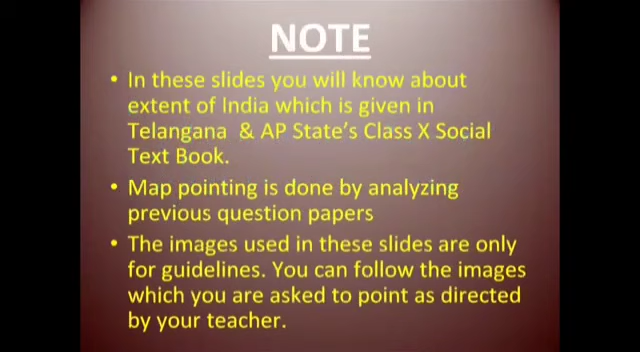 NOTE
• In these slides you will know about
extent of India which is given in
Telangana & AP State's Class X Social
Text Book.
• Map pointing is done by analyzing
previous question papers
• The images used in these slides are only
for guidelines. You can follow the images
which you are asked to point as directed
by your teacher.